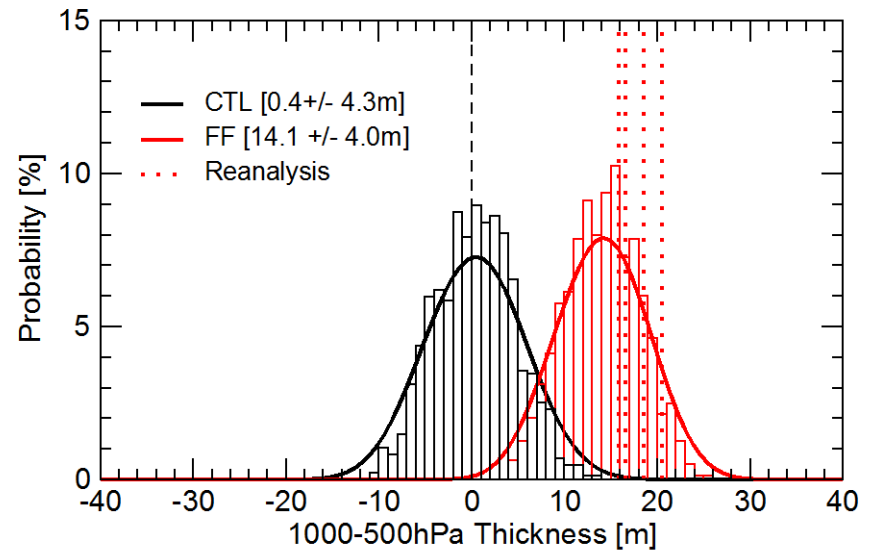 15
CTL [0.4+/- 4.3m]
FF [14.1 +/- 4.0m]
Reanalysis
10
5
0
Probability [%]
-40 -30 -20 -10 0 10 20 30 40
1000-500hPa Thickness [m]